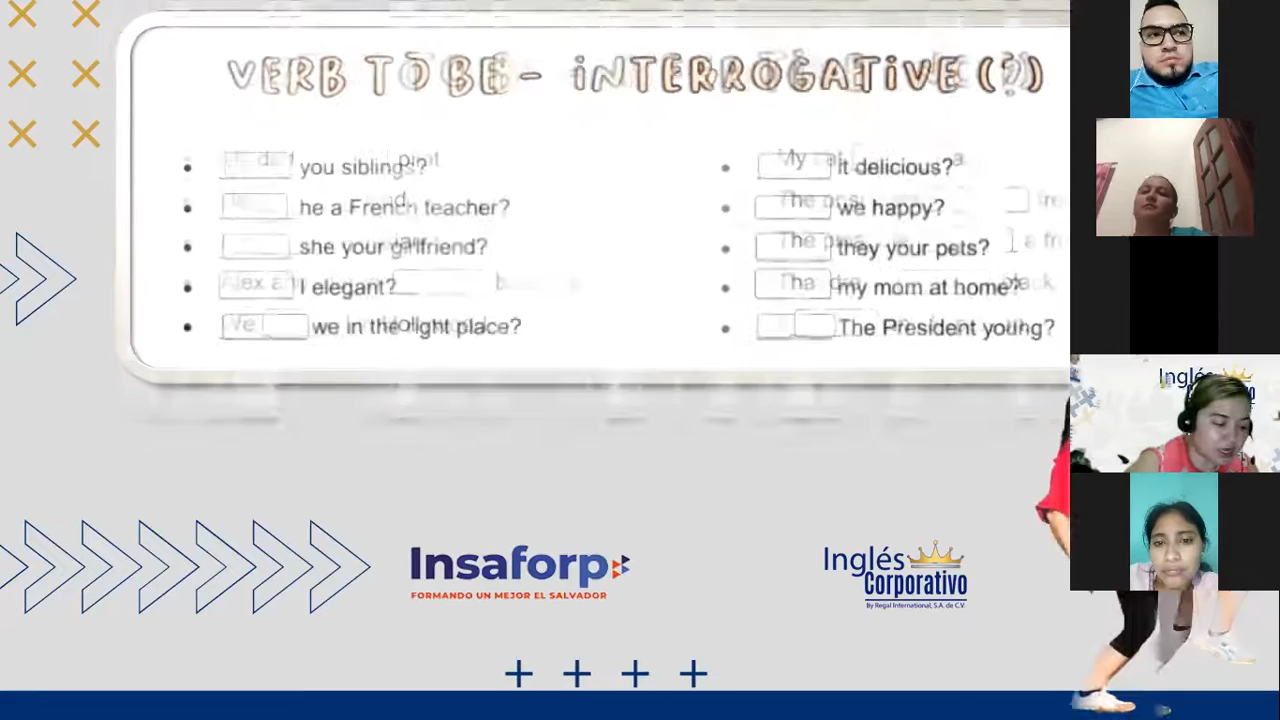 VERB TO BE - INTERROGATIVE (?)
you siblings?
he a French teacher?
she your girlfriend?
I elegant?
we in the right place?
it delicious?
we happy?
they your pets?
my mom at home?
The President young?
Insaforp
FORMANDO UN MEJOR EL SALVADOR
Inglés
Corporativo
By Regal International, S.A. de C.V.
Inglés